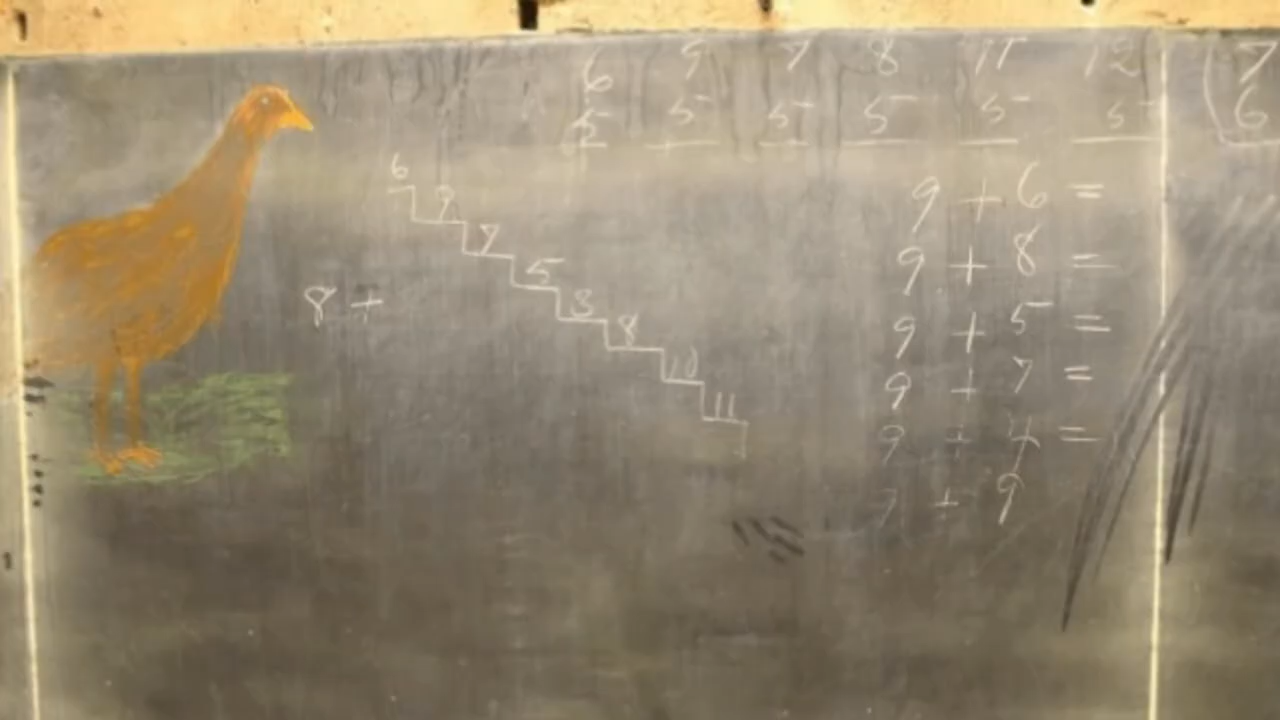 6 9 7 8 11 12 7
5 5 5 5 5 5 6
6
9
7
5
3
8
10
11
8 +
9 + 6 =
9 + 8 =
9 + 5 =
9 + 7 =
9 + 4 =
+ 9